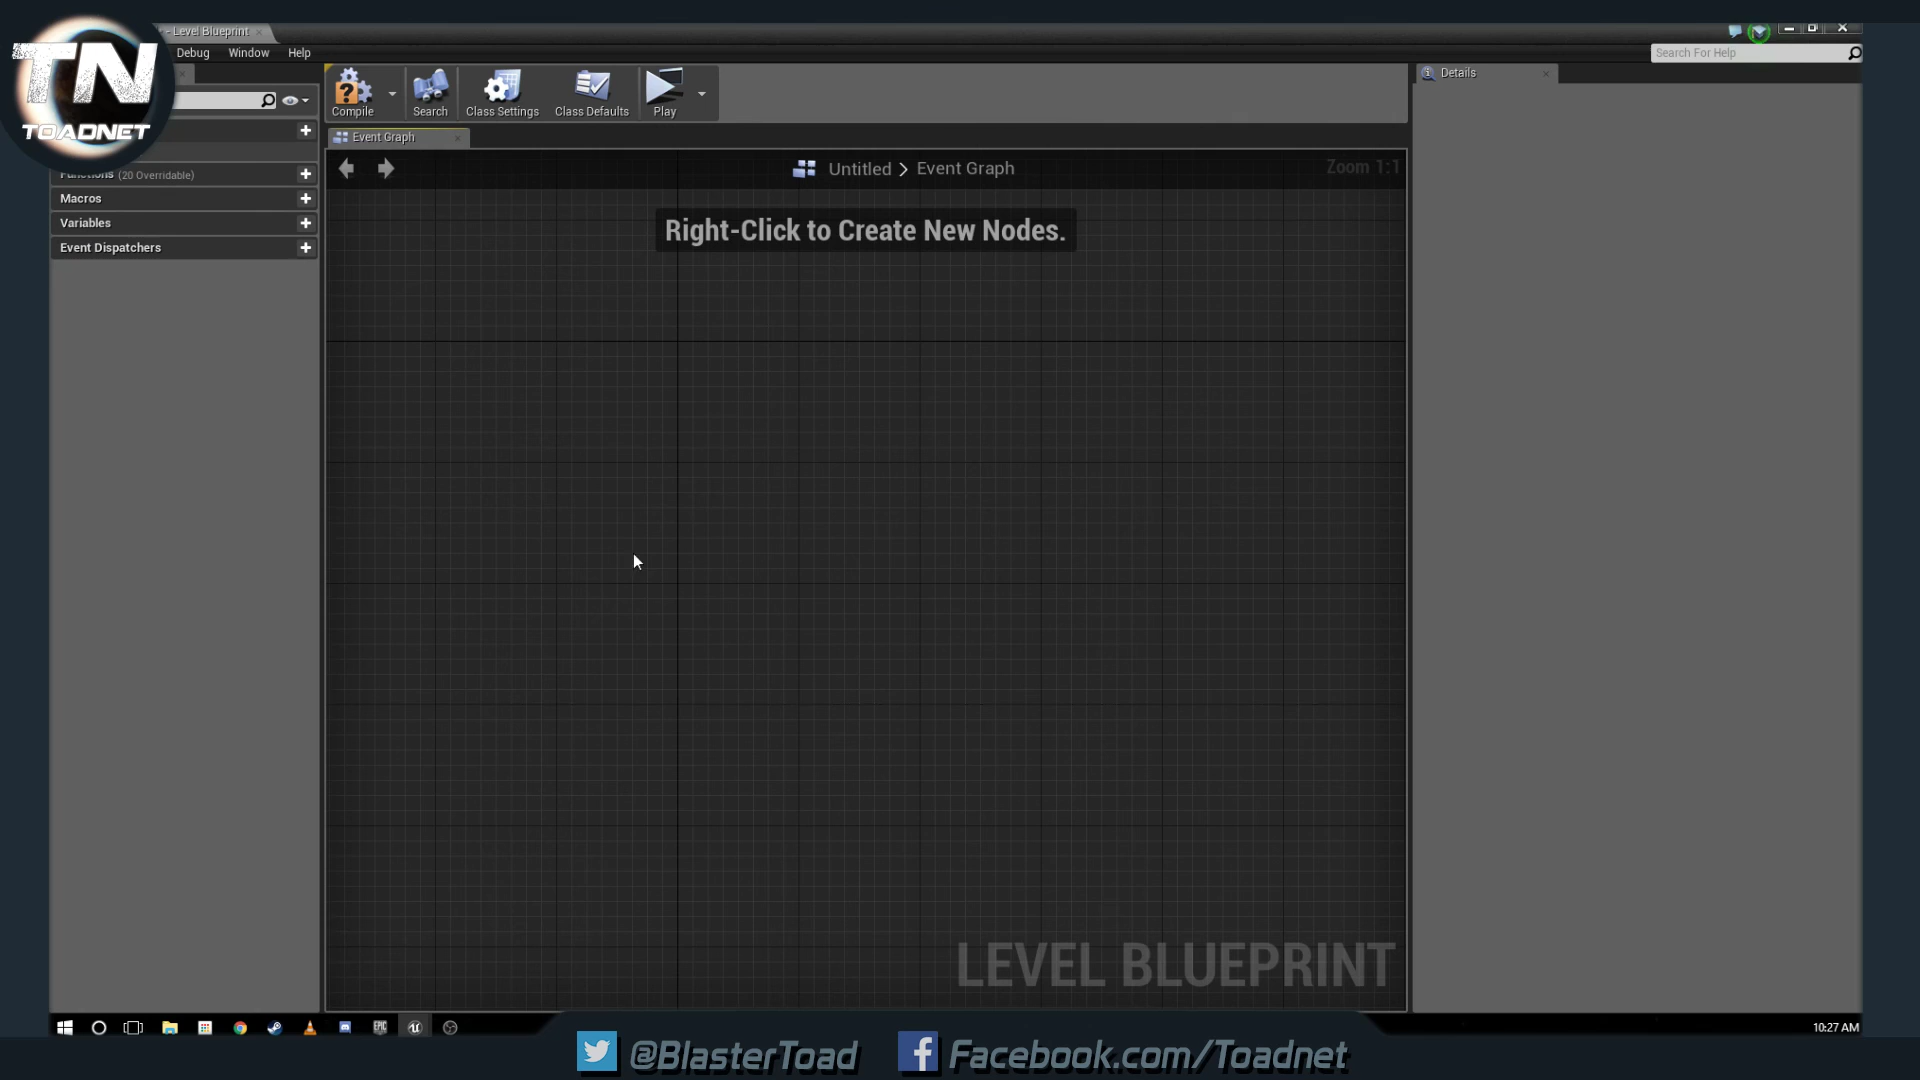 TN
TOADNET
- Level Blueprint
Debug Window Help
Search For Help
Compile
Search
Class Settings
Class Defaults
Play
Details
Event Graph
Untitled > Event Graph
Zoom 1:1
Right-Click to Create New Nodes.
Functions (20 Overridable)
Macros
Variables
Event Dispatchers
LEVEL BLUEPRINT
EPIC
10:27 AM
@BlasterToad
Facebook.com/Toadnet